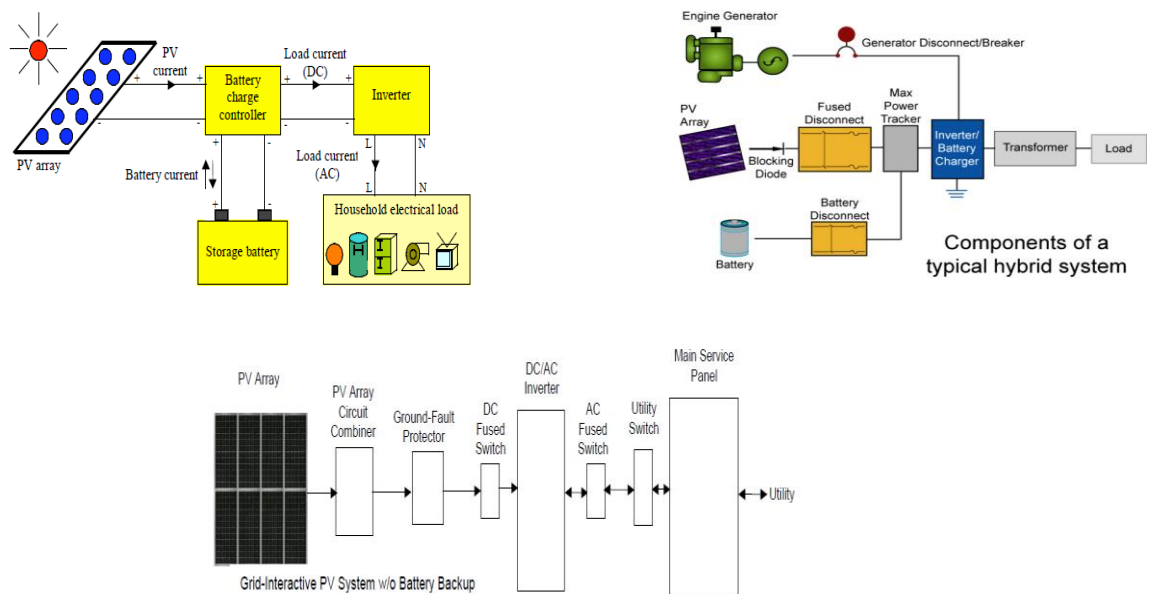 PV
current
+
+
Load current
(DC)
+
+
Battery
charge
controller
Inverter
-
-
-
-
PV array
+
-
Battery current
+
-
Storage battery
L
N
Load current
(AC)
L
N
Household electrical load
H
I
I
Engine Generator
Generator Disconnect/Breaker
PV
Array
Fused
Disconnect
Max
Power
Tracker
Blocking
Diode
Inverter/
Battery
Charger
Transformer
Load
Battery
Disconnect
Battery
Components of a
typical hybrid system
PV Array
PV Array
Circuit
Combiner
Ground-Fault
Protector
DC
Fused
Switch
DC/AC
Inverter
AC
Fused
Switch
Utility
Switch
Main Service
Panel
Utility
Grid-Interactive PV System w/o Battery Backup